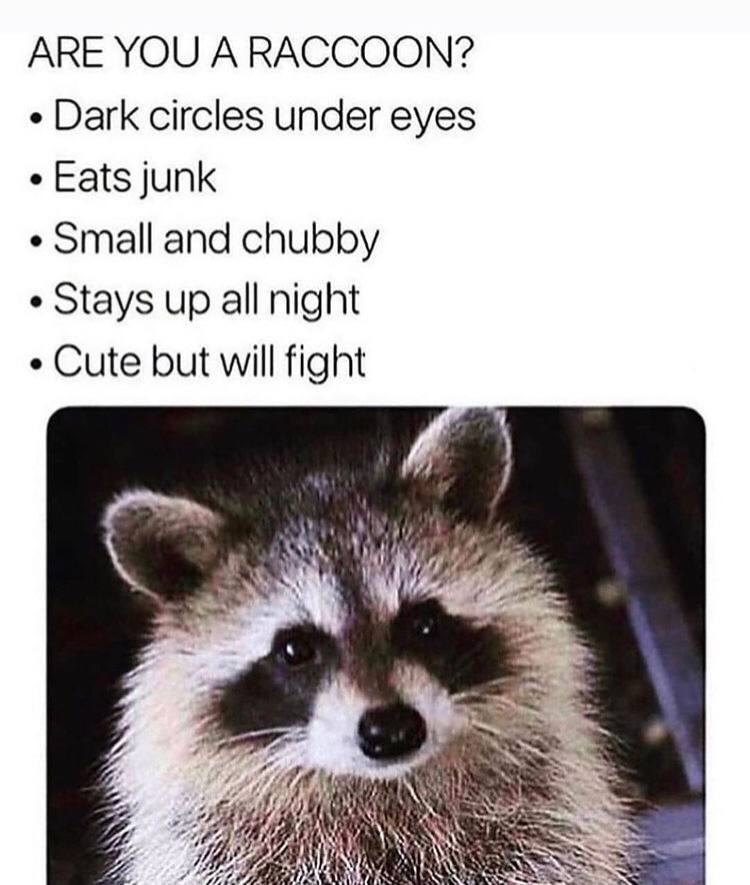 ARE YOU A RACCOON?
• Dark circles under eyes
• Eats junk
• Small and chubby
• Stays up all night
• Cute but will fight